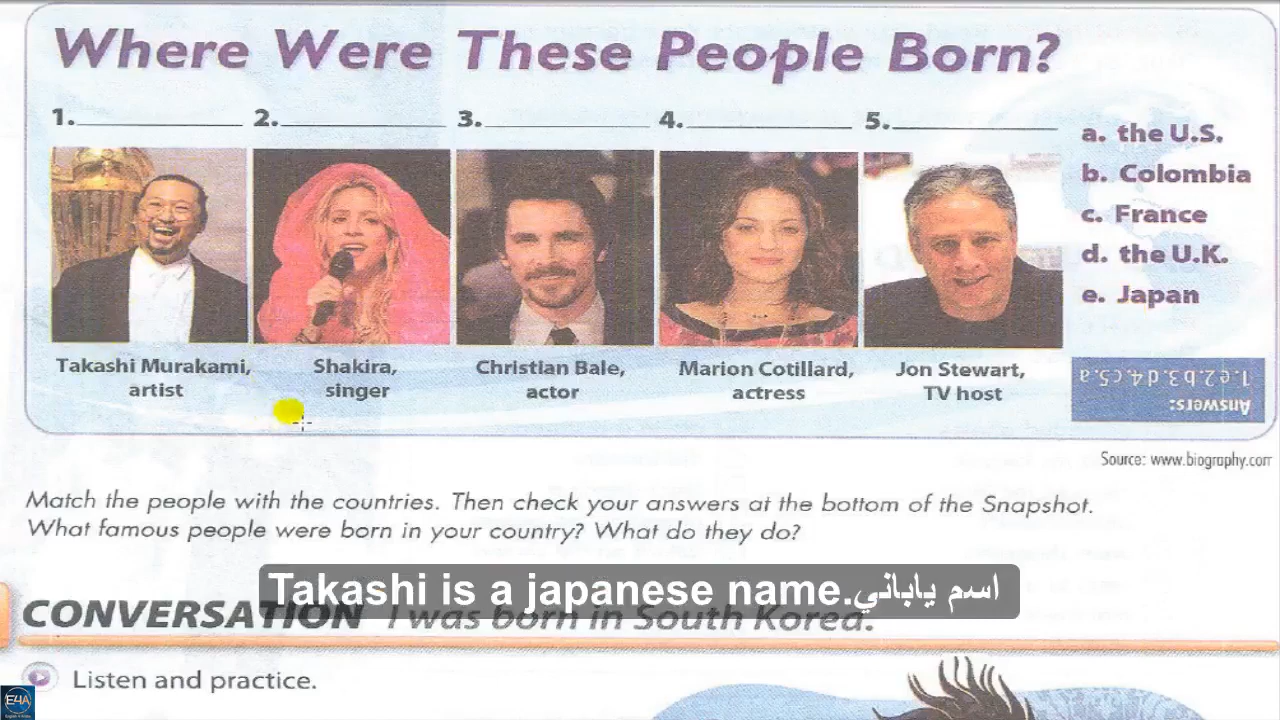 Where Were These People Born?
1.
2.
3.
4.
5.
a. the U.S.
b. Colombia
c. France
d. the U.K.
e. Japan
Takashi Murakami,
artist
Shakira,
singer
Christian Bale,
actor
Marion Cotillard,
actress
Jon Stewart,
TV host
Answers:
1. e 2. b 3. d 4. c 5. a
Source: www.biography.com
Match the people with the countries. Then check your answers at the bottom of the Snapshot.
What famous people were born in your country? What do they do?
Takashi is a japanese name.اسم ياباني
CONVERSATION I was born in South Korea.
Listen and practice.
E4A